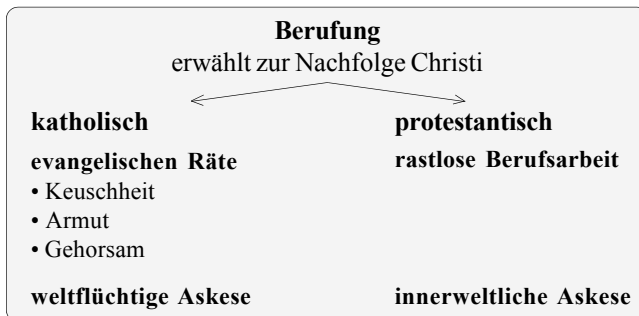 Berufung
erwählt zur Nachfolge Christi
katholisch
evangelischen Räte
• Keuschheit
• Armut
• Gehorsam
weltflüchtige Askese
protestantisch
rastlose Berufsarbeit
innerweltliche Askese